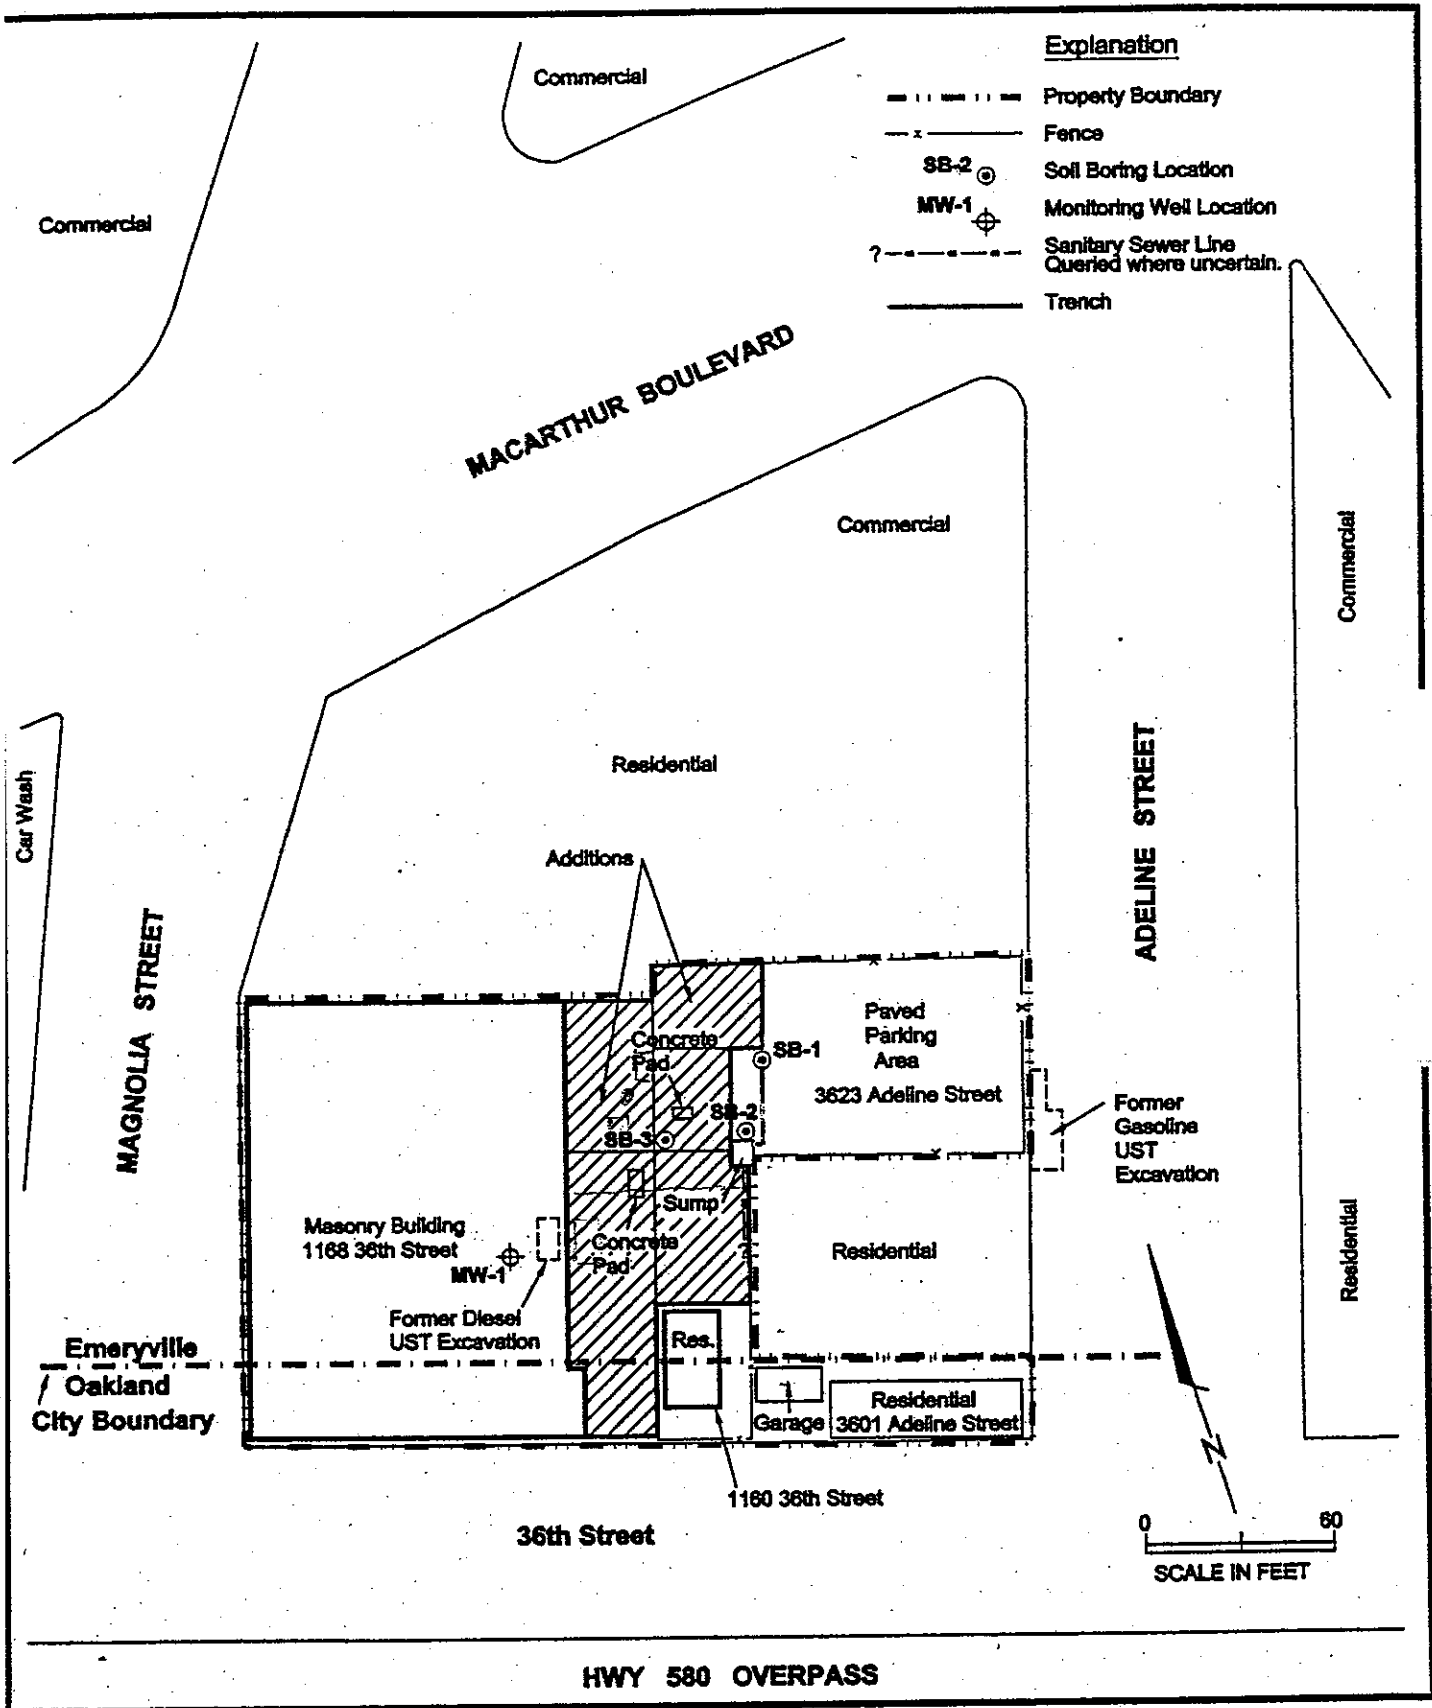 Explanation
Property Boundary
x
Fence
SB-2
Soil Boring Location
MW-1
Monitoring Well Location
?
Sanitary Sewer Line
Queried where uncertain.
Trench
Commercial
Commercial
MACARTHUR BOULEVARD
Commercial
Commercial
Residential
Car Wash
ADELINE STREET
Additions
MAGNOLIA STREET
x
x
Paved
Parking
Area
3623 Adeline Street
x
Concrete
Pad
SB-1
SB-2
SB-3
Sump
Former
Gasoline
UST
Excavation
Masonry Building
1168 36th Street
MW-1
Concrete
Pad
Residential
Residential
Former Diesel
UST Excavation
Res.
Emeryville
Oakland
City Boundary
Garage
Residential
3601 Adeline Street
1160 36th Street
36th Street
N
0 60
SCALE IN FEET
HWY 580 OVERPASS